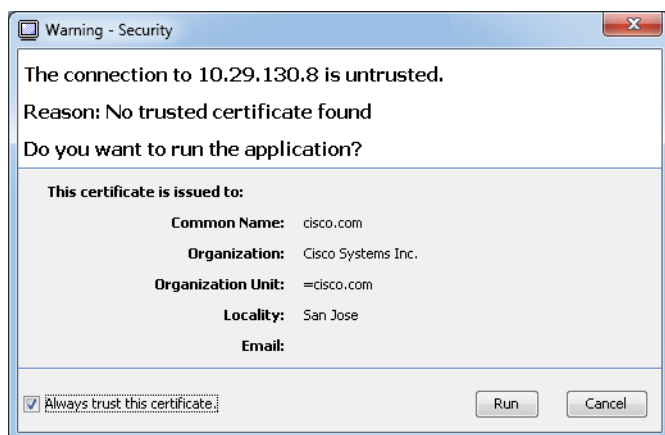 Warning - Security
The connection to 10.29.130.8 is untrusted.
Reason: No trusted certificate found
Do you want to run the application?
This certificate is issued to:
Common Name: cisco.com
Organization: Cisco Systems Inc.
Organization Unit: =cisco.com
Locality: San Jose
Email:
Always trust this certificate. Run Cancel